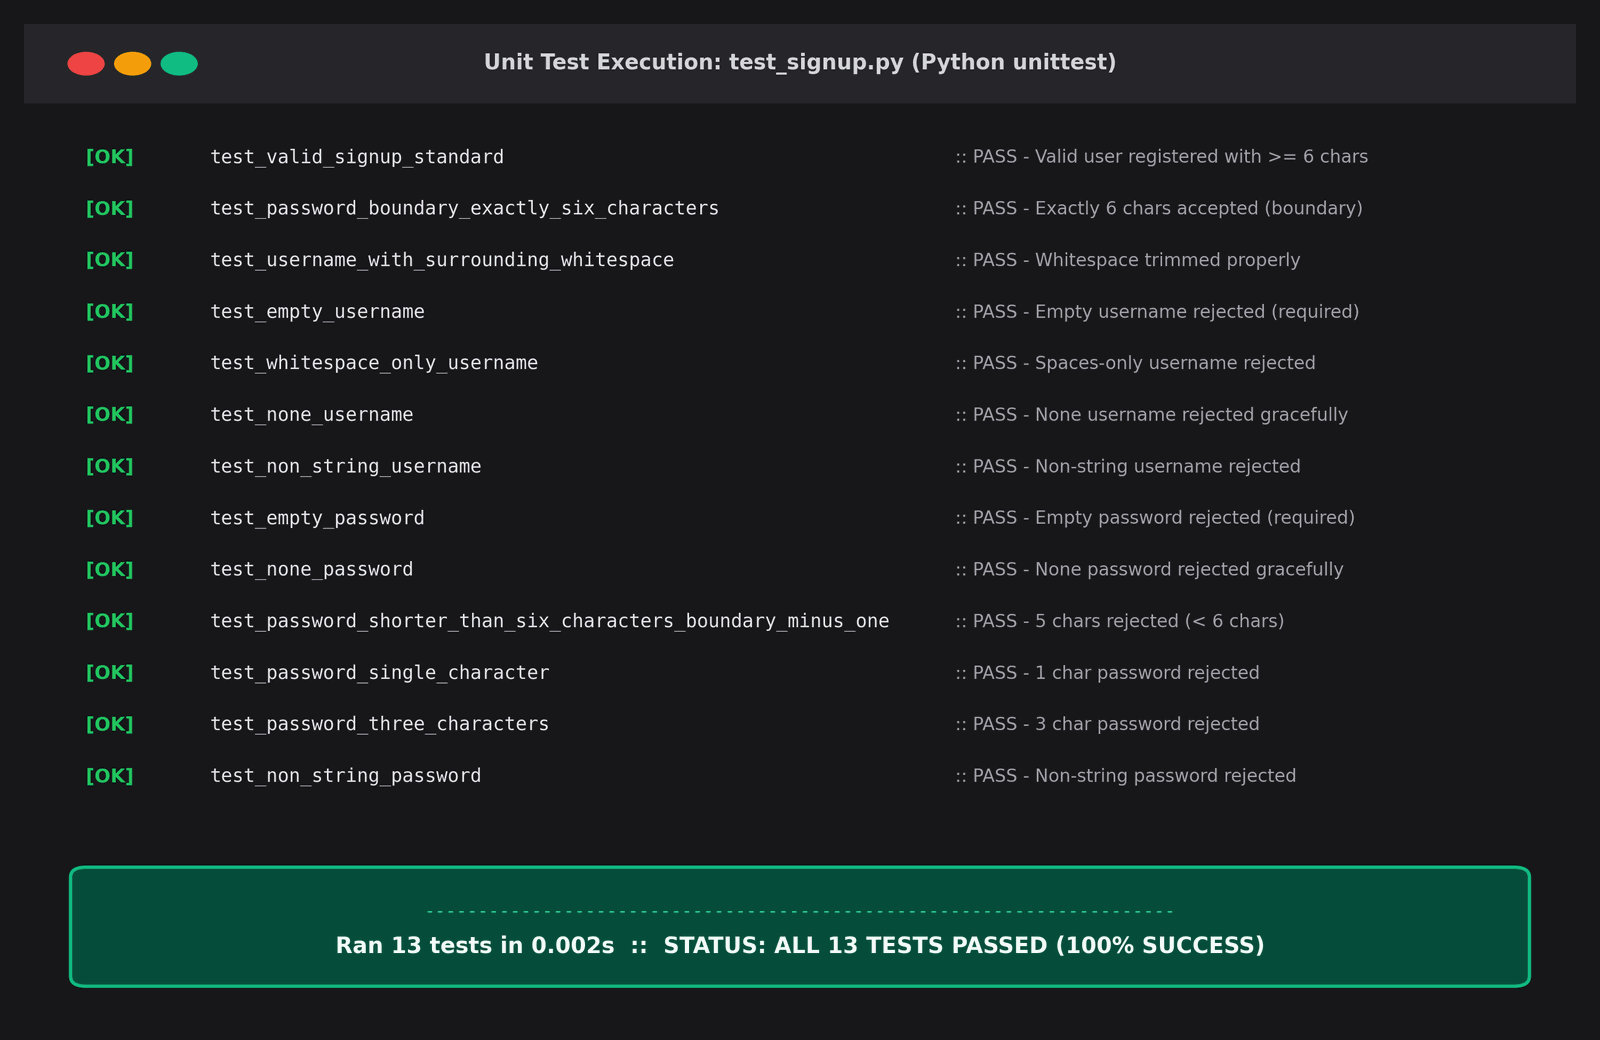 Unit Test Execution: test_signup.py (Python unittest)
[OK] test_valid_signup_standard :: PASS - Valid user registered with >= 6 chars
[OK] test_password_boundary_exactly_six_characters :: PASS - Exactly 6 chars accepted (boundary)
[OK] test_username_with_surrounding_whitespace :: PASS - Whitespace trimmed properly
[OK] test_empty_username :: PASS - Empty username rejected (required)
[OK] test_whitespace_only_username :: PASS - Spaces-only username rejected
[OK] test_none_username :: PASS - None username rejected gracefully
[OK] test_non_string_username :: PASS - Non-string username rejected
[OK] test_empty_password :: PASS - Empty password rejected (required)
[OK] test_none_password :: PASS - None password rejected gracefully
[OK] test_password_shorter_than_six_characters_boundary_minus_one :: PASS - 5 chars rejected (< 6 chars)
[OK] test_password_single_character :: PASS - 1 char password rejected
[OK] test_password_three_characters :: PASS - 3 char password rejected
[OK] test_non_string_password :: PASS - Non-string password rejected
----------------------------------------------------------------------
Ran 13 tests in 0.002s :: STATUS: ALL 13 TESTS PASSED (100% SUCCESS)